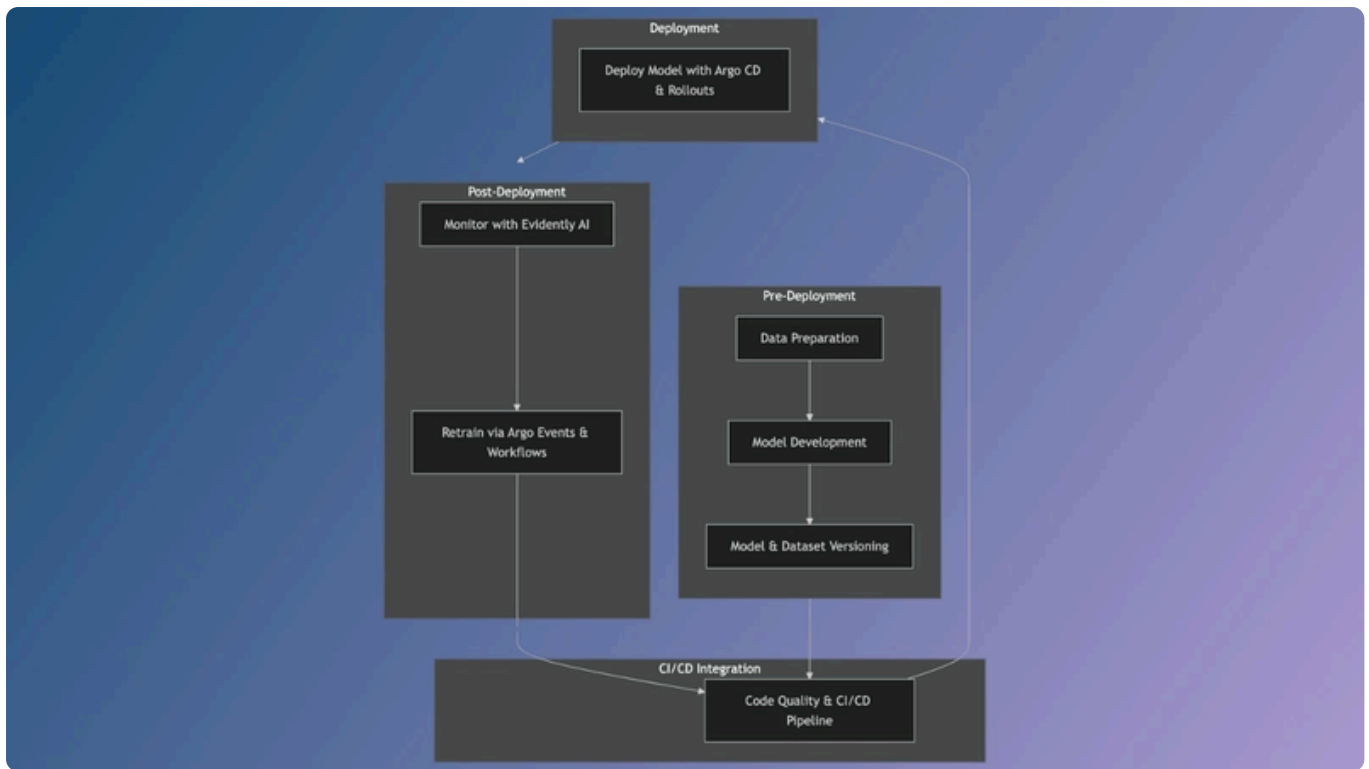 Deployment
Deploy Model with Argo CD
& Rollouts
Post-Deployment
Monitor with Evidently AI
Retrain via Argo Events &
Workflows
Pre-Deployment
Data Preparation
Model Development
Model & Dataset Versioning
CI/CD Integration
Code Quality & CI/CD
Pipeline